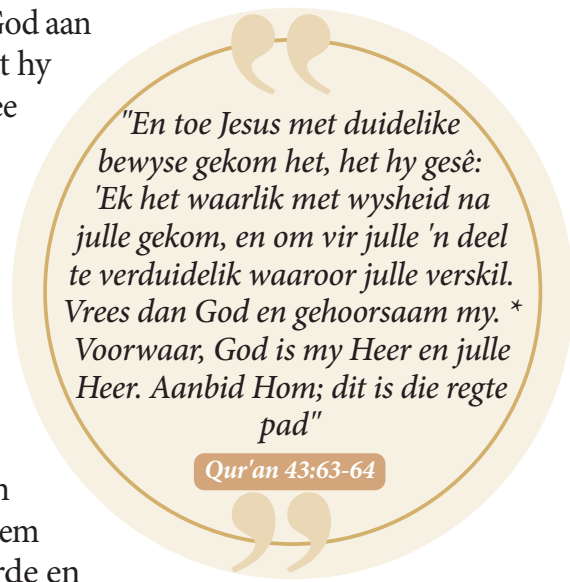 God aan
t hy
"En toe Jesus met duidelike
bewyse gekom het, het hy gesê:
'Ek het waarlik met wysheid na
julle gekom, en om vir julle 'n deel
te verduidelik waaroor julle verskil.
Vrees dan God en gehoorsaam my. *
Voorwaar, God is my Heer en julle
Heer. Aanbid Hom; dit is die regte
pad"
Qur'an 43:63-64
em
rde en